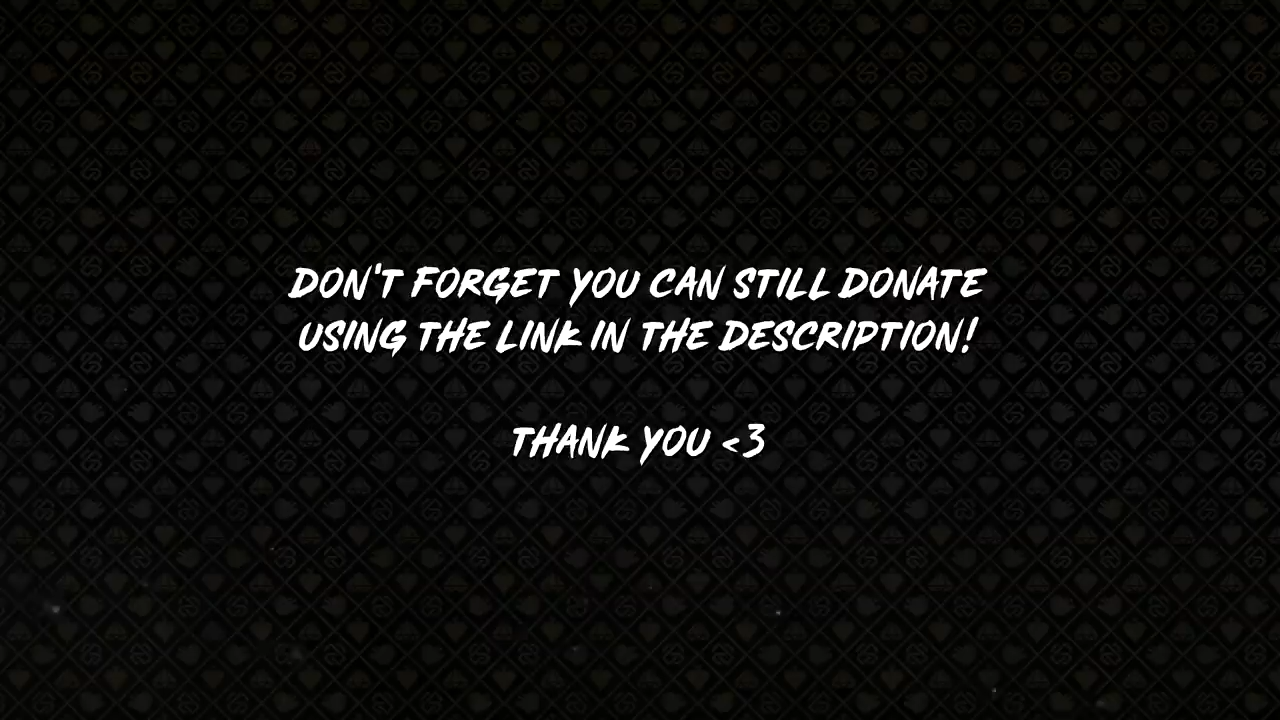 DON'T FORGET YOU CAN STILL DONATE
USING THE LINK IN THE DESCRIPTION!
THANK YOU <3